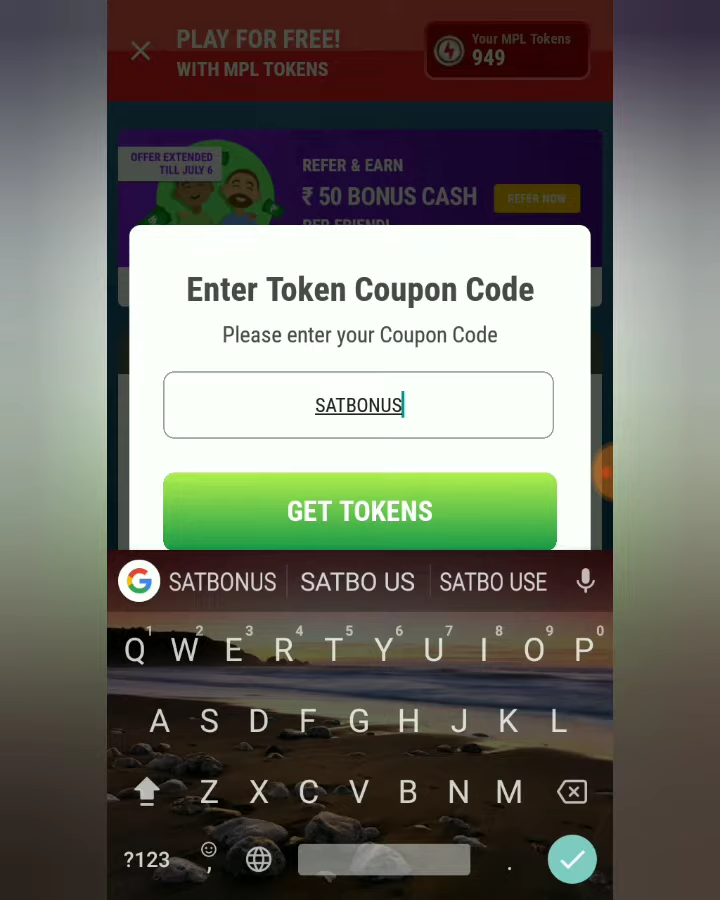 PLAY FOR FREE!
WITH MPL TOKENS
Your MPL Tokens
949
OFFER EXTENDED
TILL JULY 6
REFER & EARN
₹ 50 BONUS CASH
REFER NOW
PER FRIEND!
Enter Token Coupon Code
Please enter your Coupon Code
SATBONUS
GET TOKENS
G SATBONUS SATBO US SATBO USE
1 2 3 4 5 6 7 8 9 0
Q W E R T Y U I O P
A S D F G H J K L
Z X C V B N M
?123 , .